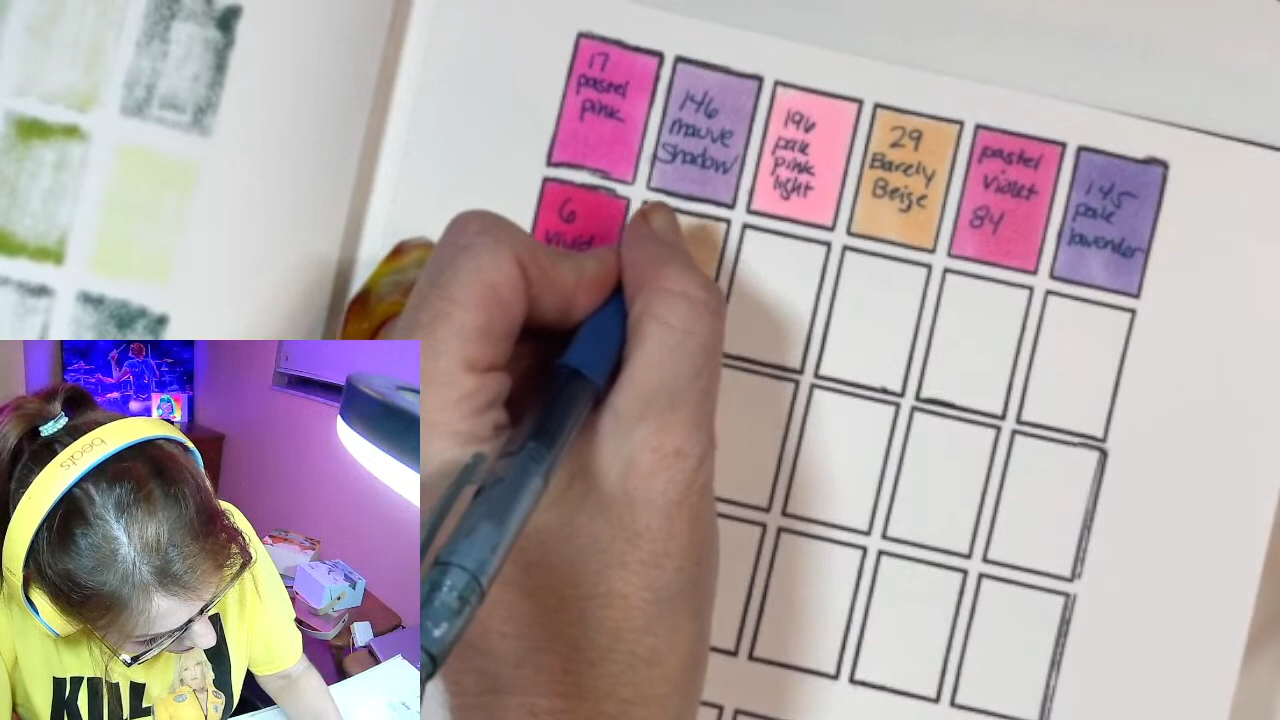 17
pastel
pink
146
mauve
shadow
196
pale
pink
light
29
Barely
Beige
pastel
violet
84
145
pale
lavender
6
vivid
beats
KILL